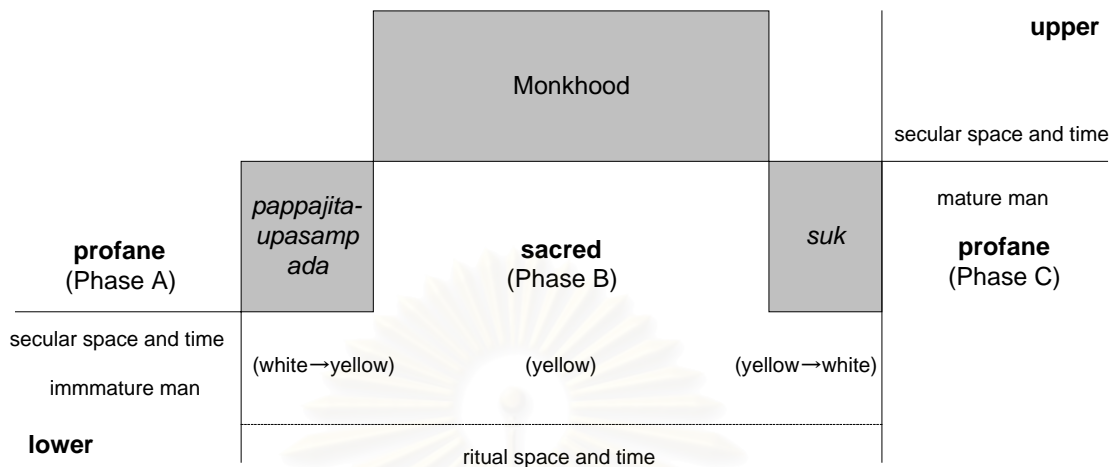 upper
Monkhood
secular space and time
pappajita-
upasamp
ada
suk
mature man
profane
(Phase A)
sacred
(Phase B)
profane
(Phase C)
secular space and time
immmature man
(white→yellow)
(yellow)
(yellow→white)
lower
ritual space and time